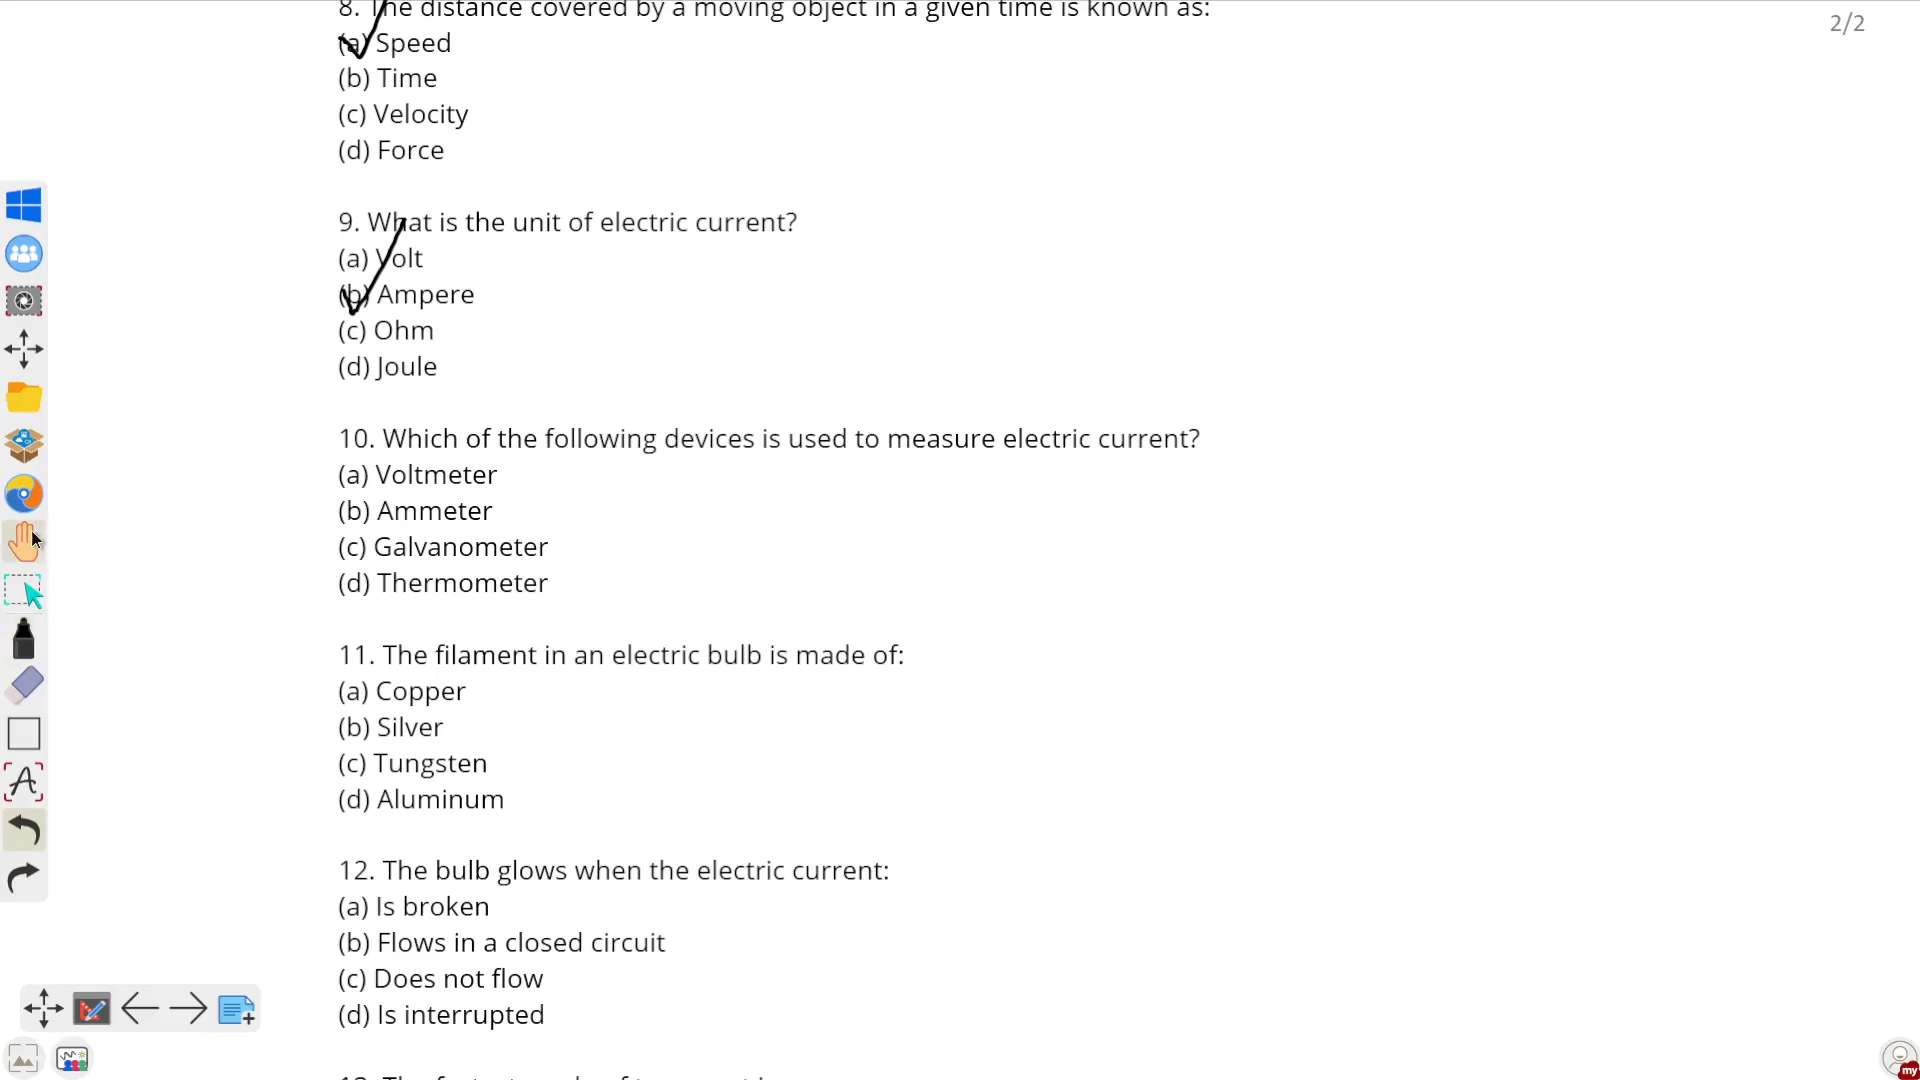 8. The distance covered by a moving object in a given time is known as:
2/2
(a) Speed
(b) Time
(c) Velocity
(d) Force
9. What is the unit of electric current?
(a) Volt
(b) Ampere
(c) Ohm
(d) Joule
10. Which of the following devices is used to measure electric current?
(a) Voltmeter
(b) Ammeter
(c) Galvanometer
(d) Thermometer
11. The filament in an electric bulb is made of:
(a) Copper
(b) Silver
(c) Tungsten
(d) Aluminum
12. The bulb glows when the electric current:
(a) Is broken
(b) Flows in a closed circuit
(c) Does not flow
(d) Is interrupted
my